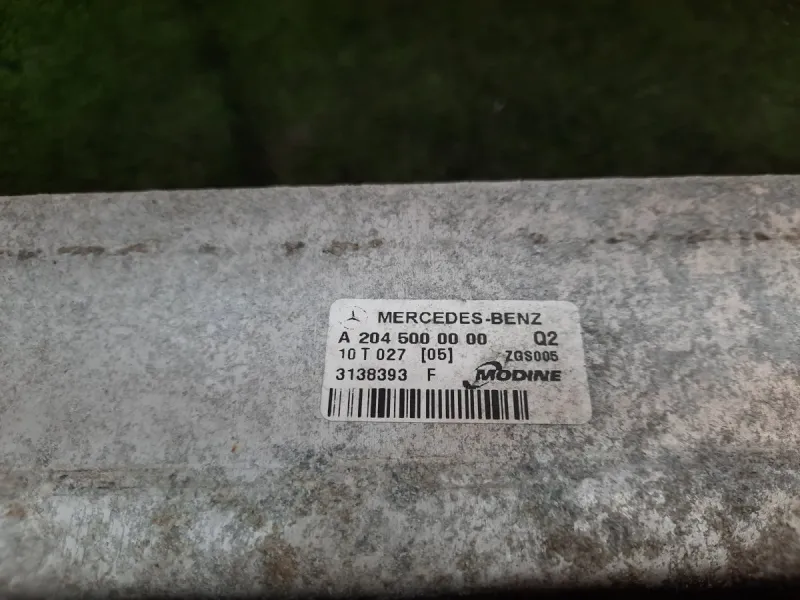 MERCEDES-BENZ
A 204 500 00 00 Q2
10 T 027 [05] ZGS005
3138393 F MODINE